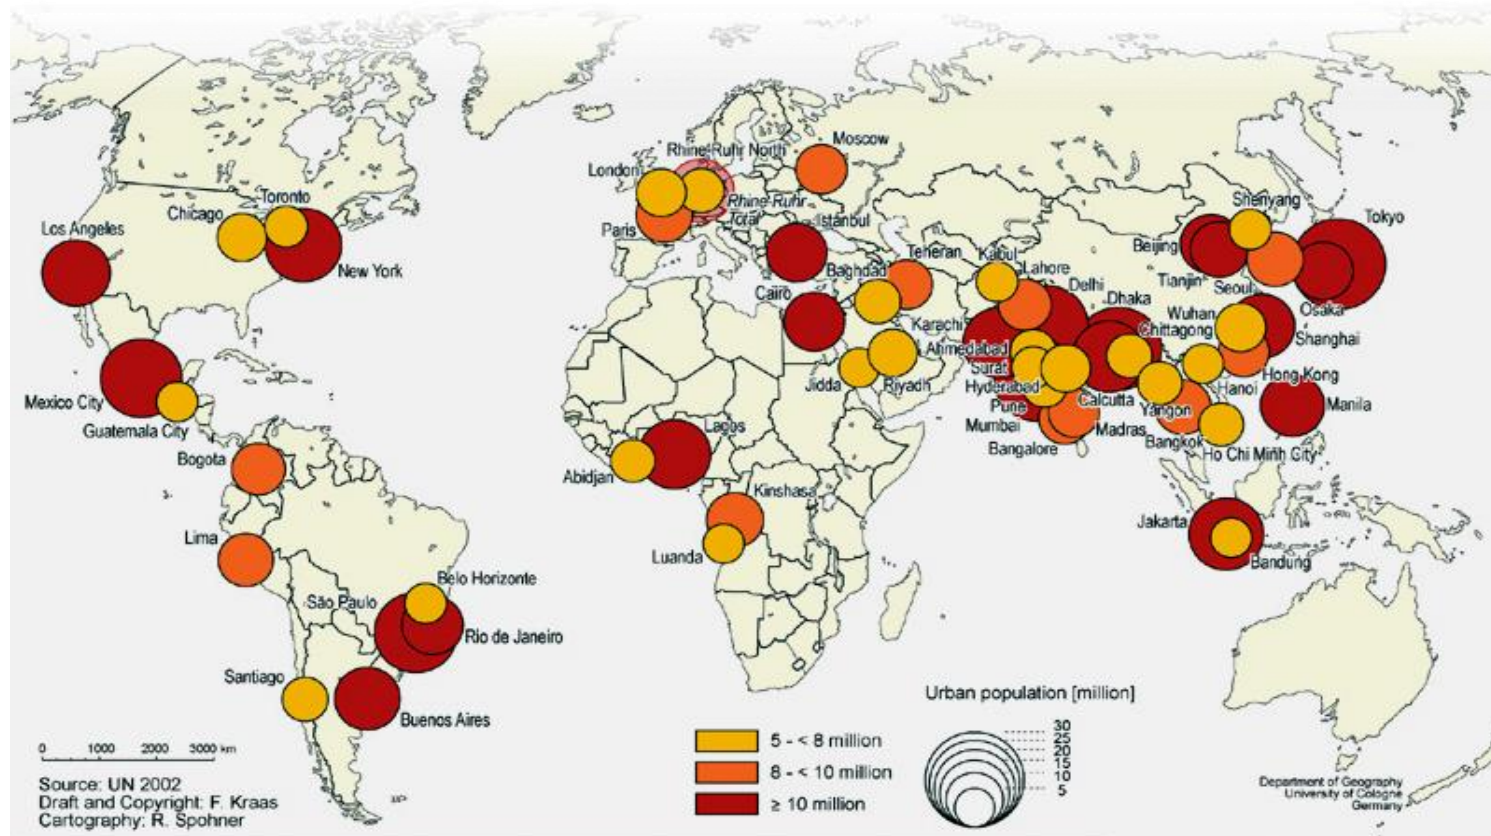 Moscow
Rhine-Ruhr North
London
Rhine-Ruhr
Total
Paris
Istanbul
Toronto
Chicago
Los Angeles
New York
Shenyang
Tokyo
Beijing
Tianjin
Seoul
Osaka
Teheran
Kabul
Lahore
Baghdad
Cairo
Delhi
Dhaka
Wuhan
Chittagong
Shanghai
Karachi
Ahmedabad
Surat
Hyderabad
Pune
Mumbai
Bangalore
Madras
Calcutta
Yangon
Bangkok
Hanoi
Hong Kong
Ho Chi Minh City
Manila
Jidda
Riyadh
Mexico City
Guatemala City
Bogota
Lima
Lagos
Abidjan
Kinshasa
Luanda
Jakarta
Bandung
Belo Horizonte
São Paulo
Rio de Janeiro
Santiago
Buenos Aires
Urban population [million]
30
25
20
15
10
5
5 - < 8 million
8 - < 10 million
≥ 10 million
0 1000 2000 3000 km
Source: UN 2002
Draft and Copyright: F. Kraas
Cartography: R. Spohner
Department of Geography
University of Cologne
Germany